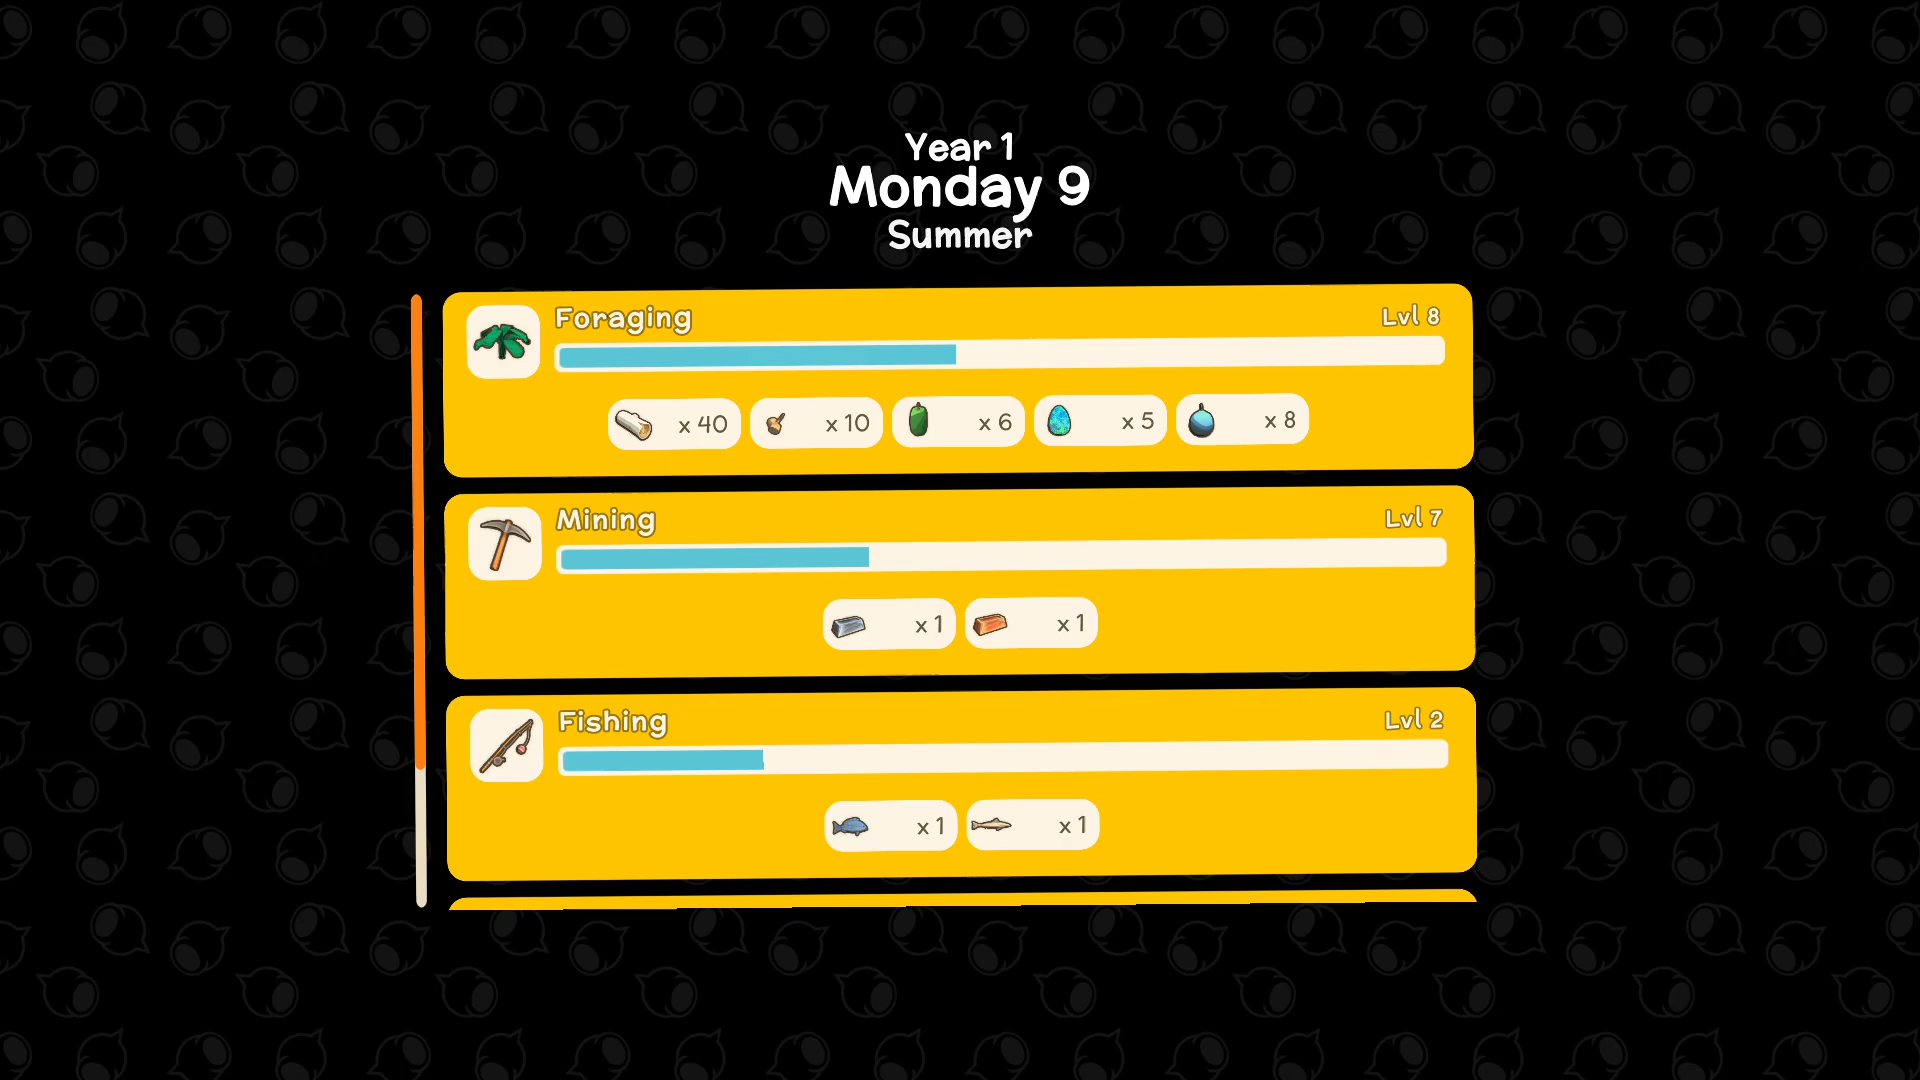 Year 1
Monday 9
Summer
Foraging
Lvl 8
x 40
x 10
x 6
x 5
x 8
Mining
Lvl 7
x 1
x 1
Fishing
Lvl 2
x 1
x 1